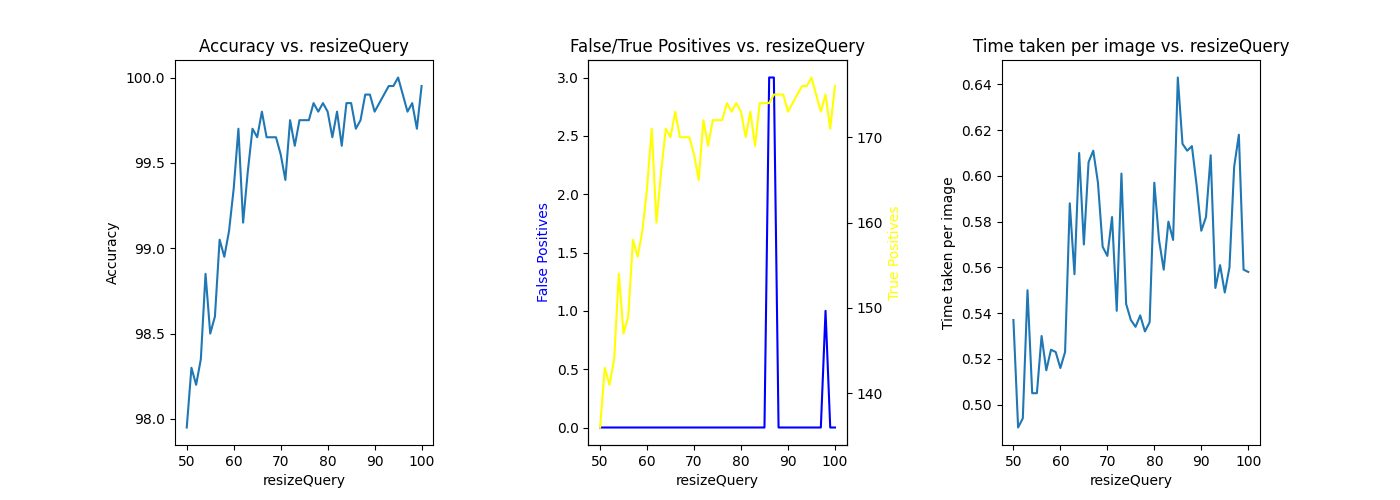 Accuracy vs. resizeQuery
100.0
99.5
99.0
98.5
98.0
Accuracy
50 60 70 80 90 100
resizeQuery
False/True Positives vs. resizeQuery
3.0
2.5
2.0
1.5
1.0
0.5
0.0
False Positives
170
160
150
140
True Positives
50 60 70 80 90 100
resizeQuery
Time taken per image vs. resizeQuery
0.64
0.62
0.60
0.58
0.56
0.54
0.52
0.50
Time taken per image
50 60 70 80 90 100
resizeQuery